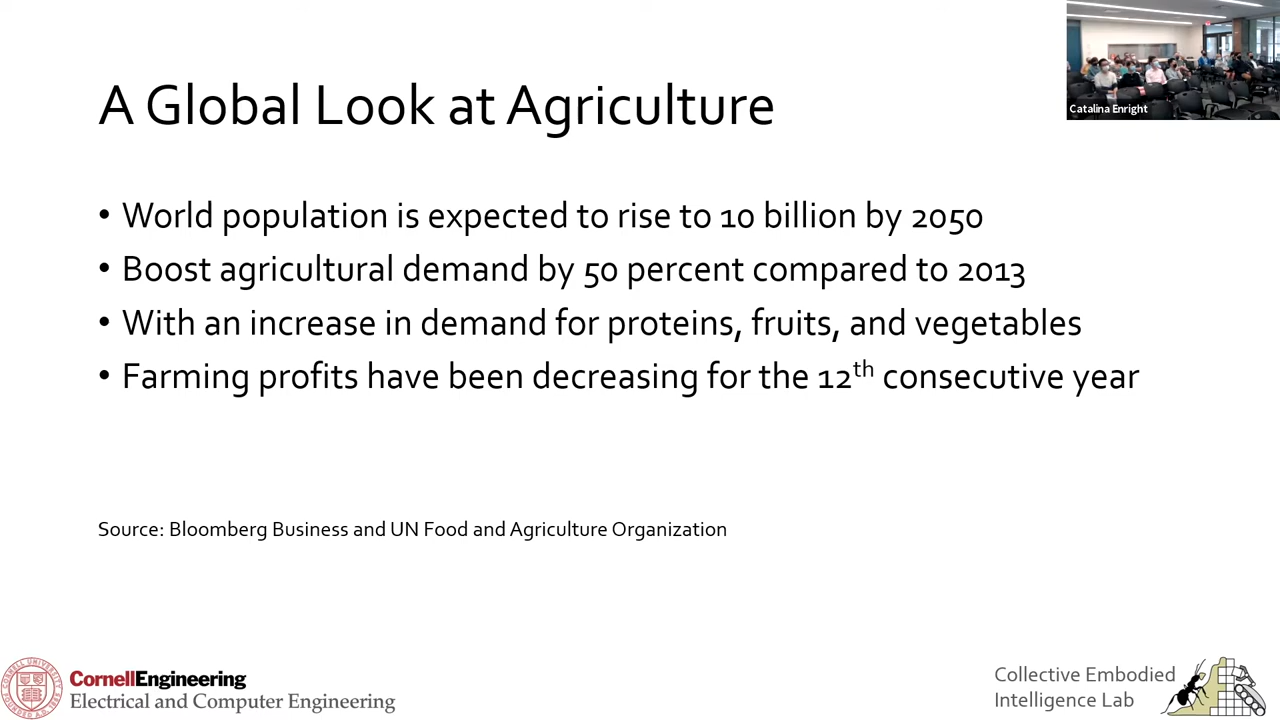 Catalina Enright
A Global Look at Agriculture
• World population is expected to rise to 10 billion by 2050
• Boost agricultural demand by 50 percent compared to 2013
• With an increase in demand for proteins, fruits, and vegetables
• Farming profits have been decreasing for the 12th consecutive year
Source: Bloomberg Business and UN Food and Agriculture Organization
CornellEngineering
Electrical and Computer Engineering
Collective Embodied
Intelligence Lab